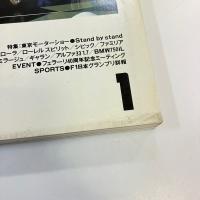 特集:東京モーターショー●Stand by stand
ローラ/ローレルスピリット/シビック/ファミリア
ミラージュ/ギャラン/アルファ33 1.7/BMW750iL
EVENT●フェラーリ40周年記念ミーティング
SPORTS●F1日本グランプリ詳報
1